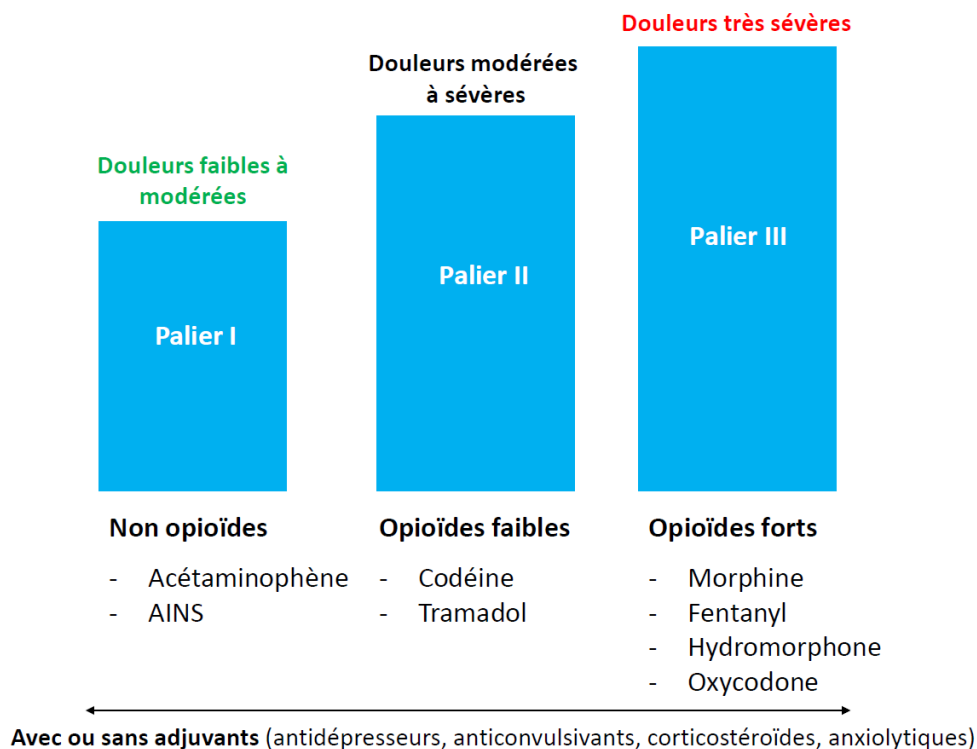 Douleurs faibles à
modérées
Palier I
Non opioïdes
- Acétaminophène
- AINS
Douleurs modérées
à sévères
Palier II
Opioïdes faibles
- Codéine
- Tramadol
Douleurs très sévères
Palier III
Opioïdes forts
- Morphine
- Fentanyl
- Hydromorphone
- Oxycodone
Avec ou sans adjuvants (antidépresseurs, anticonvulsivants, corticostéroïdes, anxiolytiques)